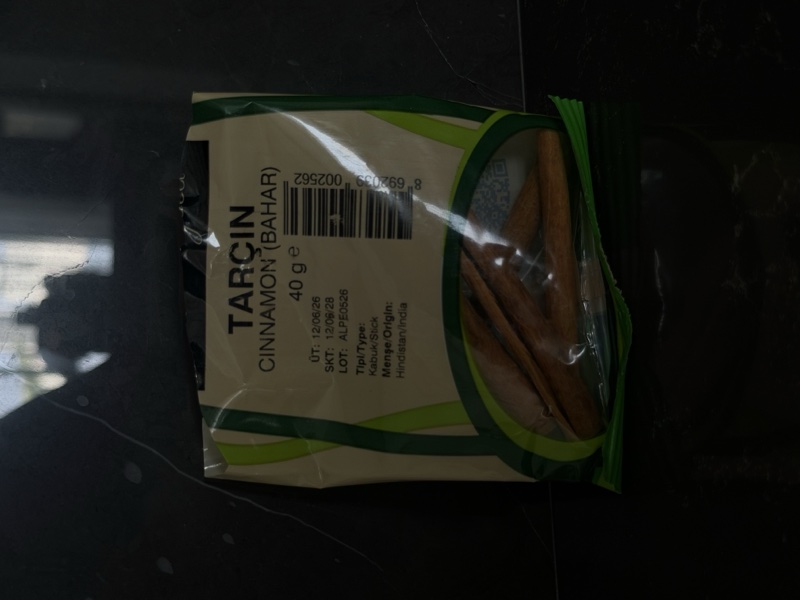 TARÇIN
CINNAMON (BAHAR)
40 g e
ÜT: 12/06/26
SKT: 12/06/28
LOT: ALPE0526
Tipi/Type:
Kabuk/Stick
Menşe/Origin:
Hindistan/India